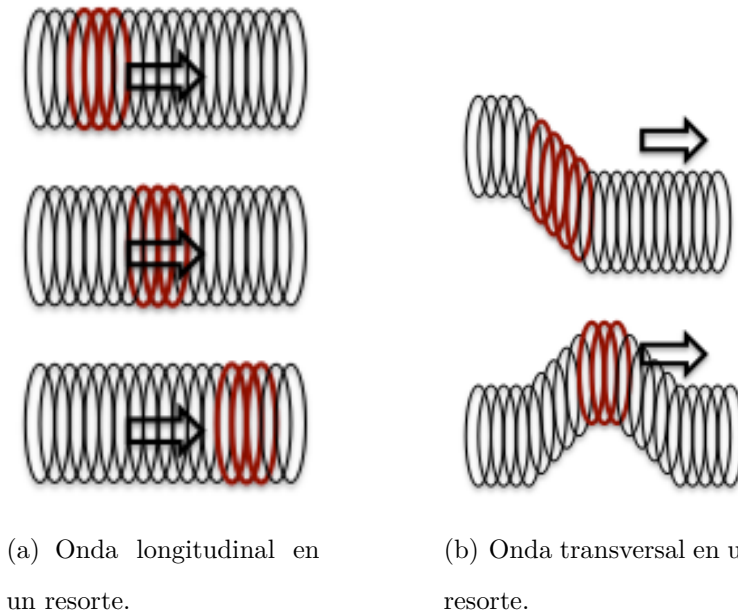 (a) Onda longitudinal en
un resorte.
(b) Onda transversal en u
resorte.